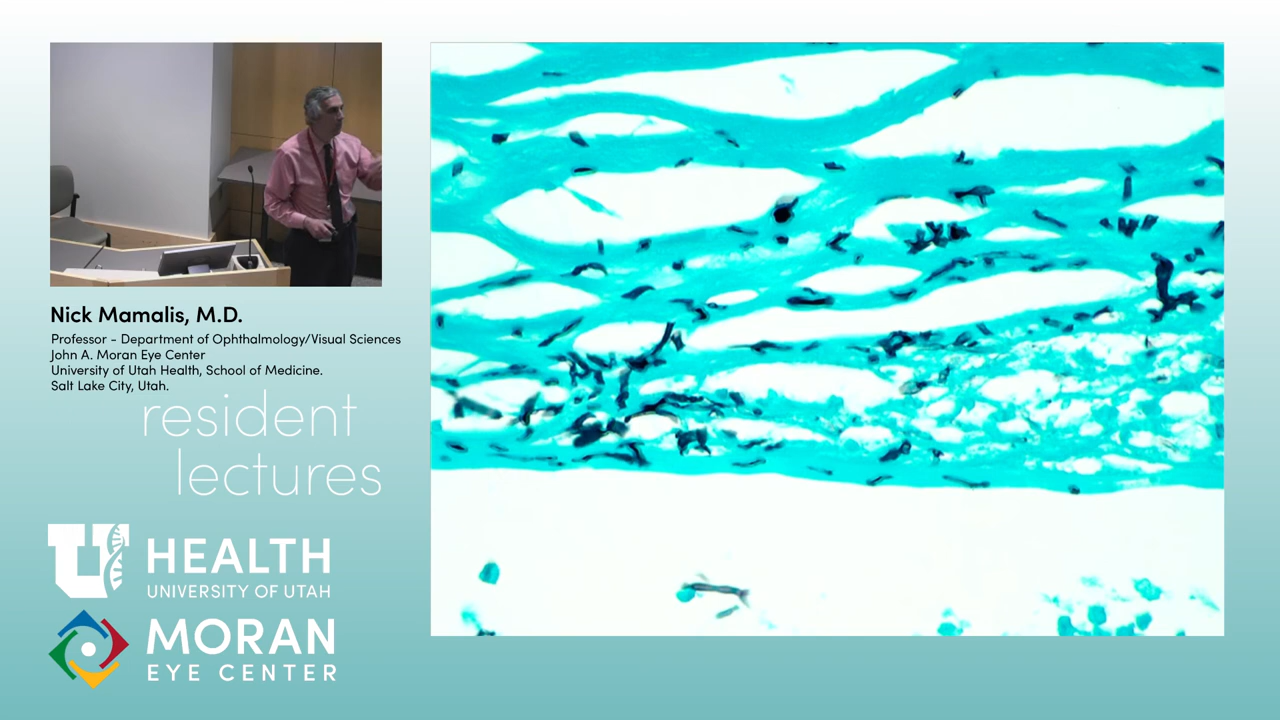 Nick Mamalis, M.D.
Professor - Department of Ophthalmology/Visual Sciences
John A. Moran Eye Center
University of Utah Health, School of Medicine.
Salt Lake City, Utah.
resident
lectures
U HEALTH
UNIVERSITY OF UTAH
MORAN
EYE CENTER